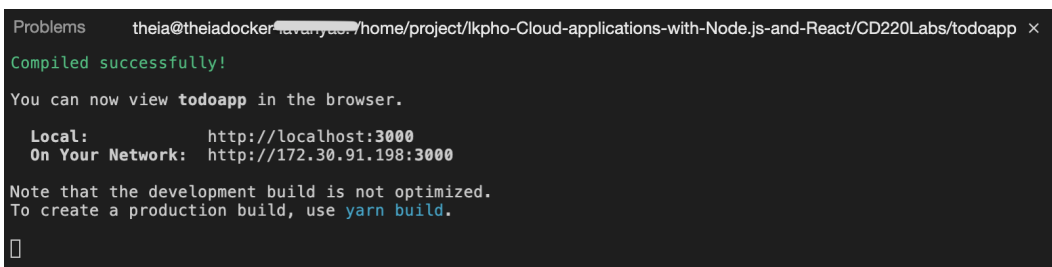 Problems theia@theiadocker- /home/project/lkpho-Cloud-applications-with-Node.js-and-React/CD220Labs/todoapp ×
Compiled successfully!
You can now view todoapp in the browser.
Local: http://localhost:3000
On Your Network: http://172.30.91.198:3000
Note that the development build is not optimized.
To create a production build, use yarn build.